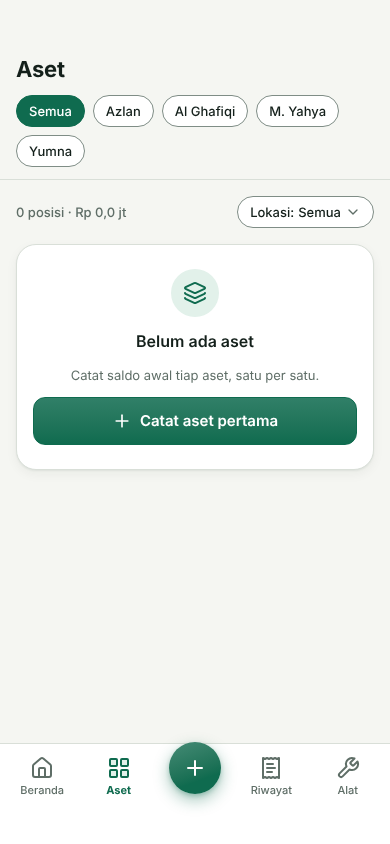 Aset
Semua
Azlan
Al Ghafiqi
M. Yahya
Yumna
0 posisi · Rp 0,0 jt
Lokasi: Semua
Belum ada aset
Catat saldo awal tiap aset, satu per satu.
Catat aset pertama
Beranda
Aset
Riwayat
Alat